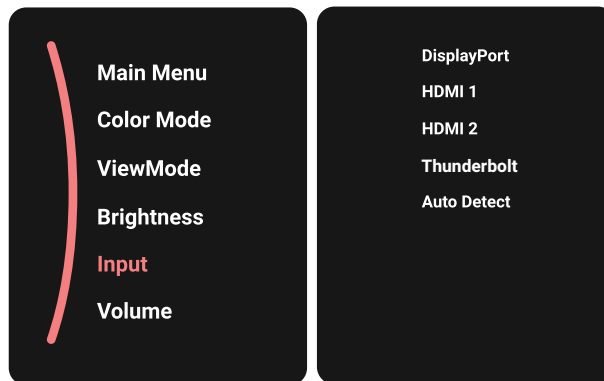 Main Menu
Color Mode
ViewMode
Brightness
Input
Volume
DisplayPort
HDMI 1
HDMI 2
Thunderbolt
Auto Detect